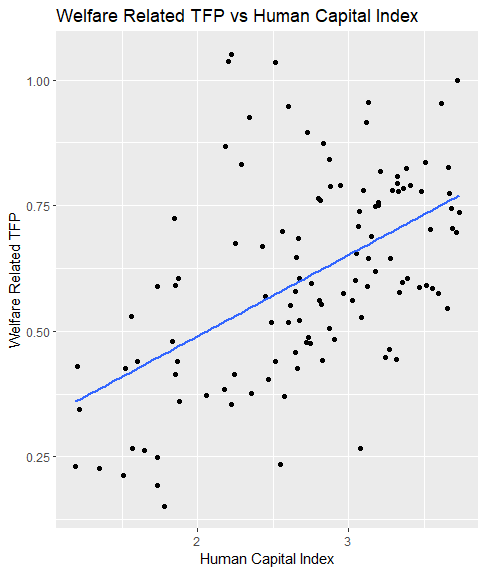 Welfare Related TFP vs Human Capital Index
1.00
0.75
0.50
0.25
Welfare Related TFP
2 3
Human Capital Index